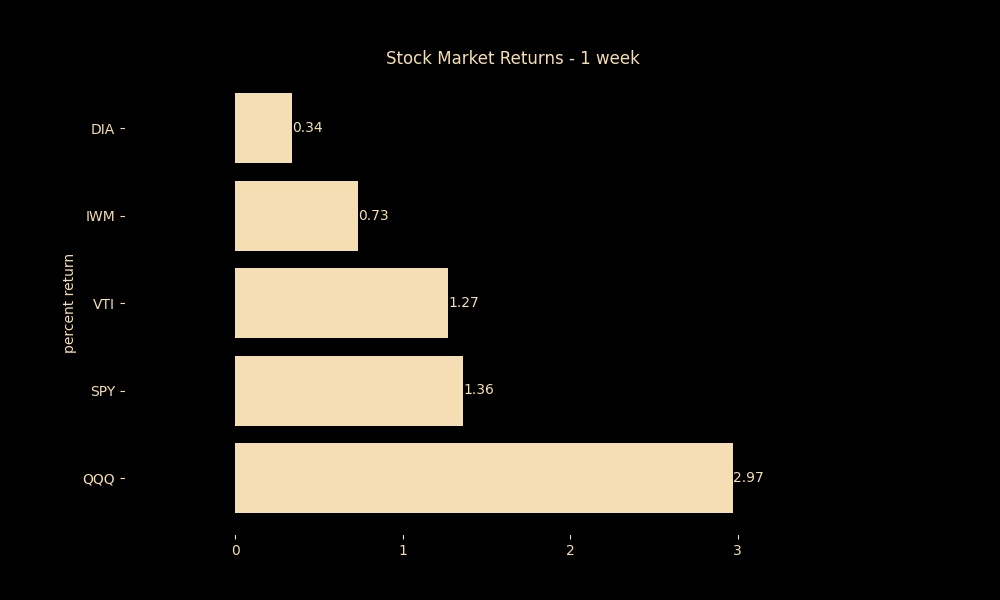 Stock Market Returns - 1 week
DIA
0.34
IWM
0.73
percent return
VTI
1.27
SPY
1.36
QQQ
2.97
0 1 2 3